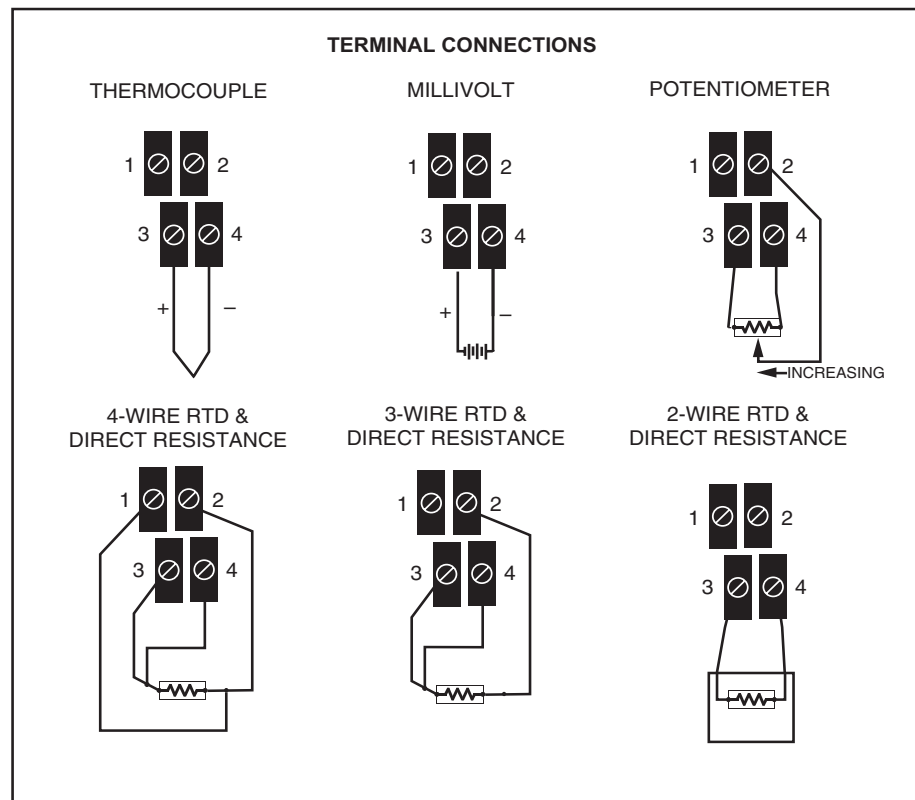 TERMINAL CONNECTIONS
THERMOCOUPLE
1 2
3 4
+ –
MILLIVOLT
1 2
3 4
+ –
POTENTIOMETER
1 2
3 4
INCREASING
4-WIRE RTD &
DIRECT RESISTANCE
1 2
3 4
3-WIRE RTD &
DIRECT RESISTANCE
1 2
3 4
2-WIRE RTD &
DIRECT RESISTANCE
1 2
3 4